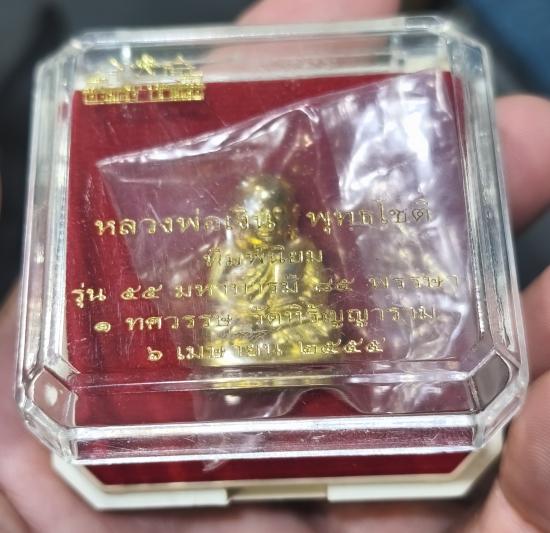 หลวงพ่อเงิน พุทธโชติ
พิมพ์นิยม
รุ่น ๕๕ มหาบารมี ๘๕ พรรษา
๑ ทศวรรษ วัดหิรัญญาราม
๖ เมษายน ๒๕๕๕